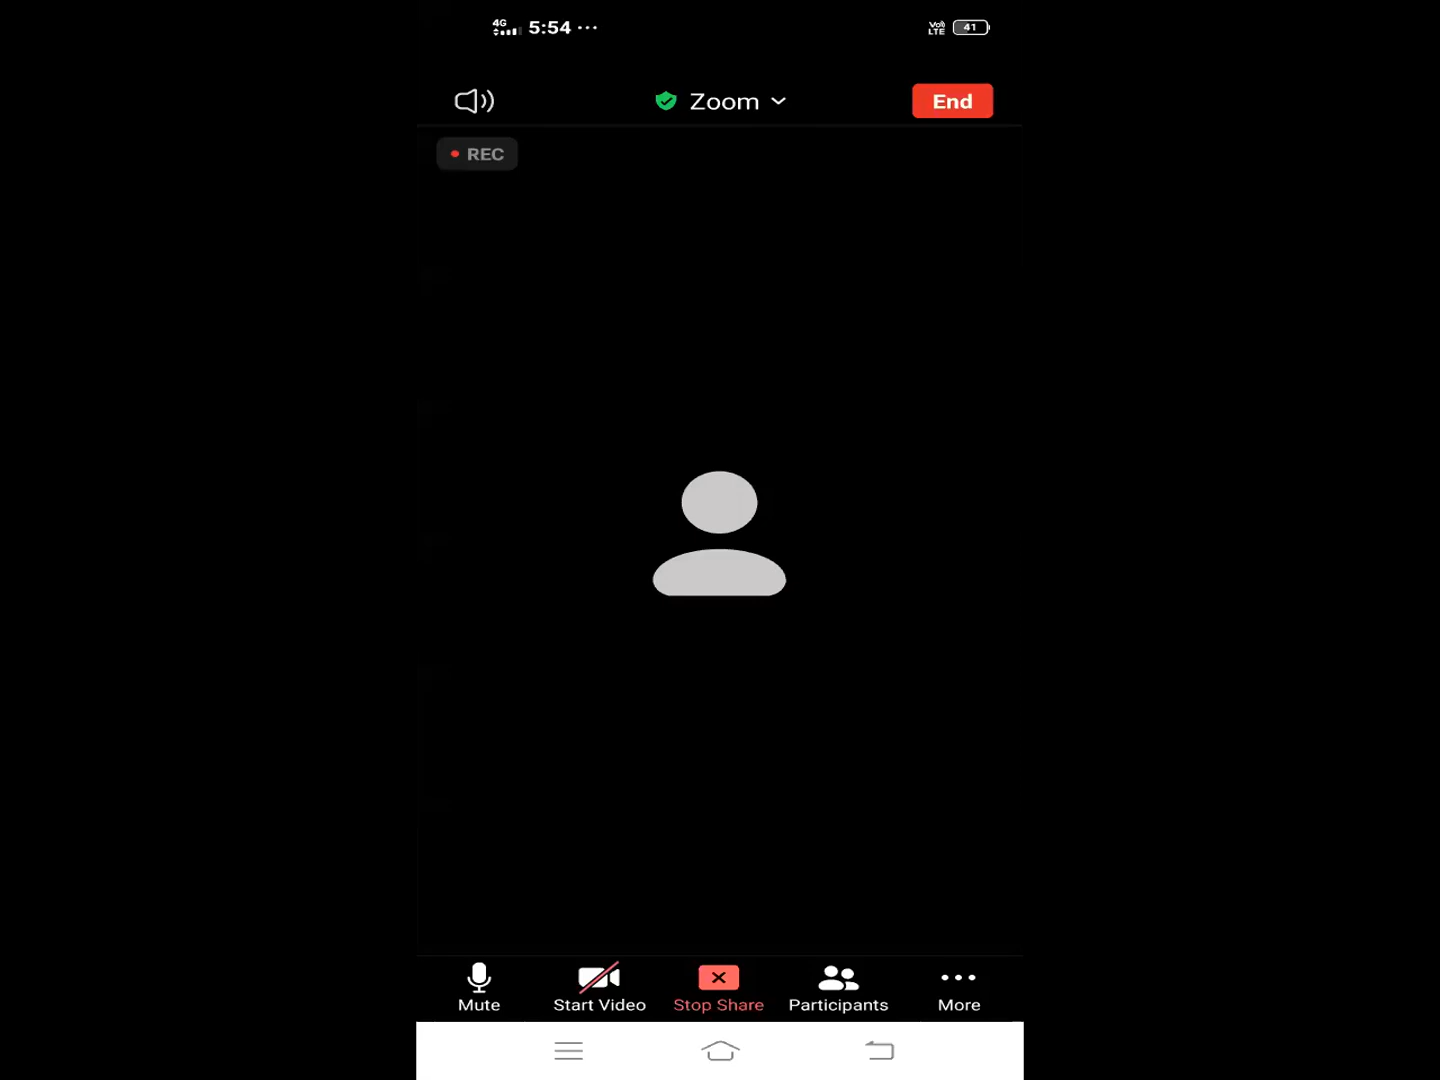 4G 5:54 ··· Vo) LTE 41
Zoom End
REC
Mute Start Video Stop Share Participants More